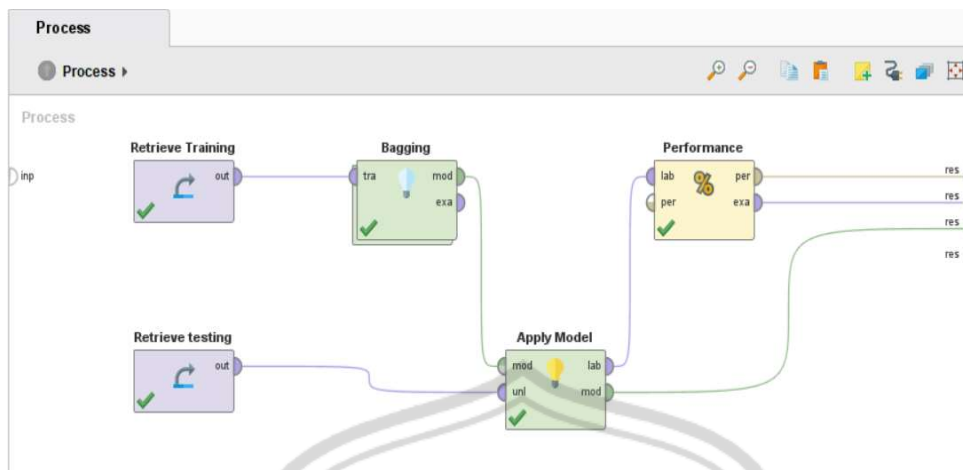 Process
Process
Process
inp
Retrieve Training
out
Bagging
tra
mod
exa
Performance
%
lab
per
per
exa
res
res
res
res
Retrieve testing
out
Apply Model
mod
lab
unl
mod